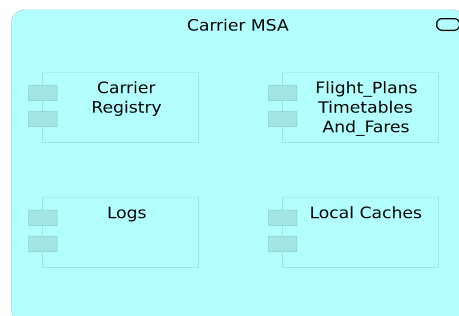 Carrier MSA
Carrier
Registry
Flight_Plans
Timetables
And_Fares
Logs
Local Caches